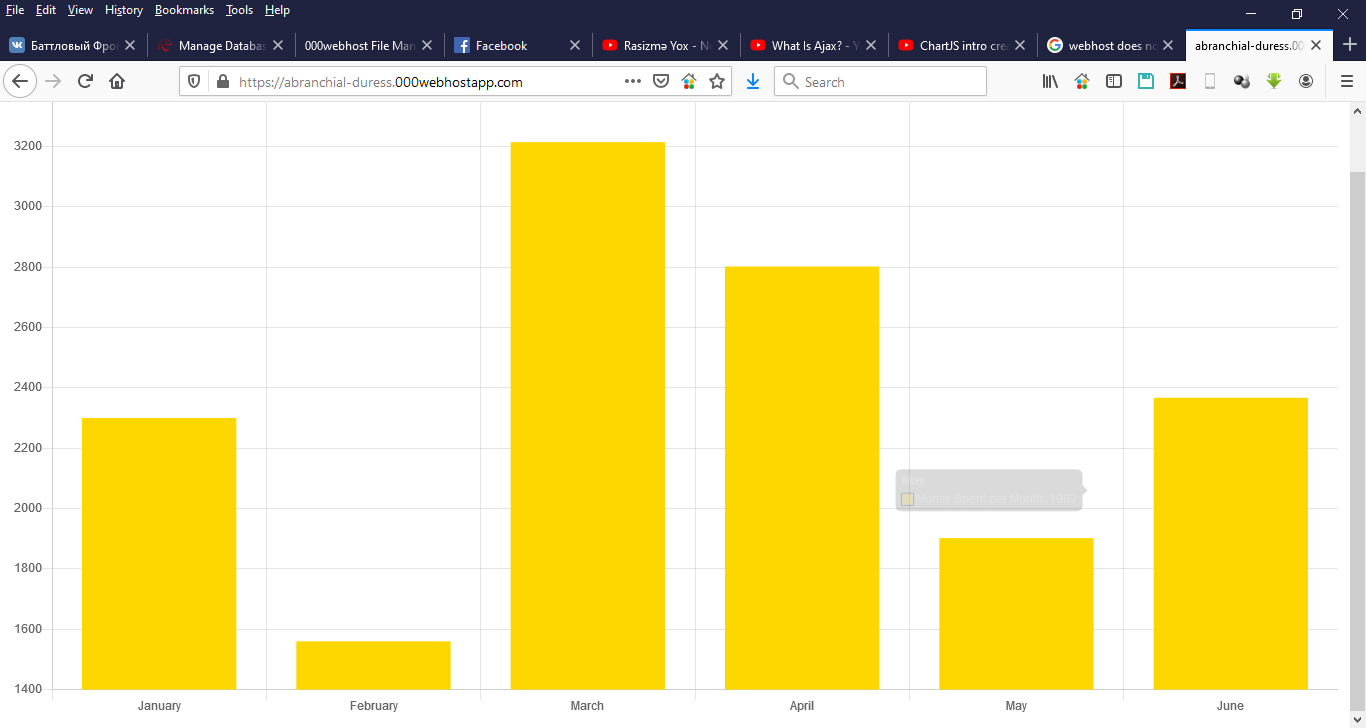 File Edit View History Bookmarks Tools Help
Баттловый Фро Manage Databas 000webhost File Man Facebook Rasizmə Yox - N What Is Ajax? - Y ChartJS intro cre webhost does no abranchial-duress.00
https://abranchial-duress.000webhostapp.com Search
3200
3000
2800
2600
2400
2200
May
2000 Money Spent per Month: 1902
1800
1600
1400
January February March April May June